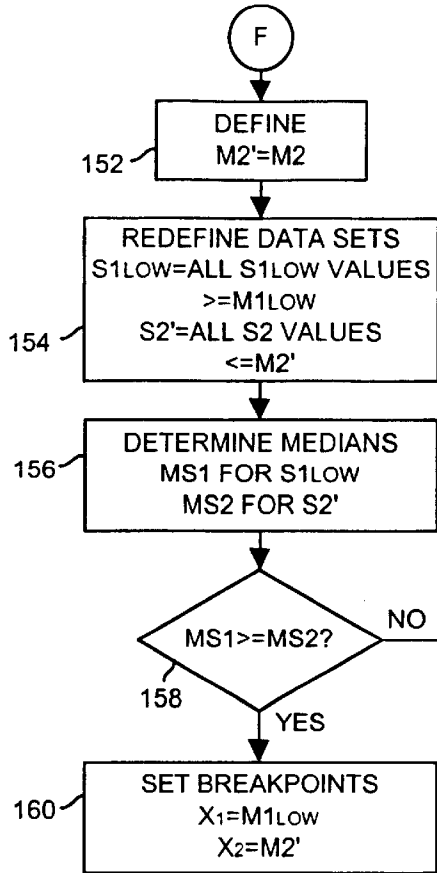 F
DEFINE
M2'=M2
152
REDEFINE DATA SETS
S1LOW=ALL S1LOW VALUES
>=M1LOW
S2'=ALL S2 VALUES
<=M2'
154
DETERMINE MEDIANS
MS1 FOR S1LOW
MS2 FOR S2'
156
MS1>=MS2?
NO
158
YES
SET BREAKPOINTS
X1=M1LOW
X2=M2'
160